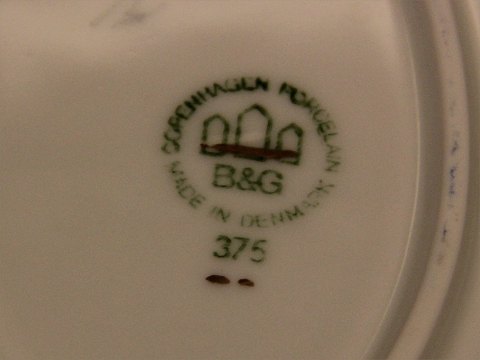 COPENHAGEN PORCELAIN
B&G
MADE IN DENMARK
375